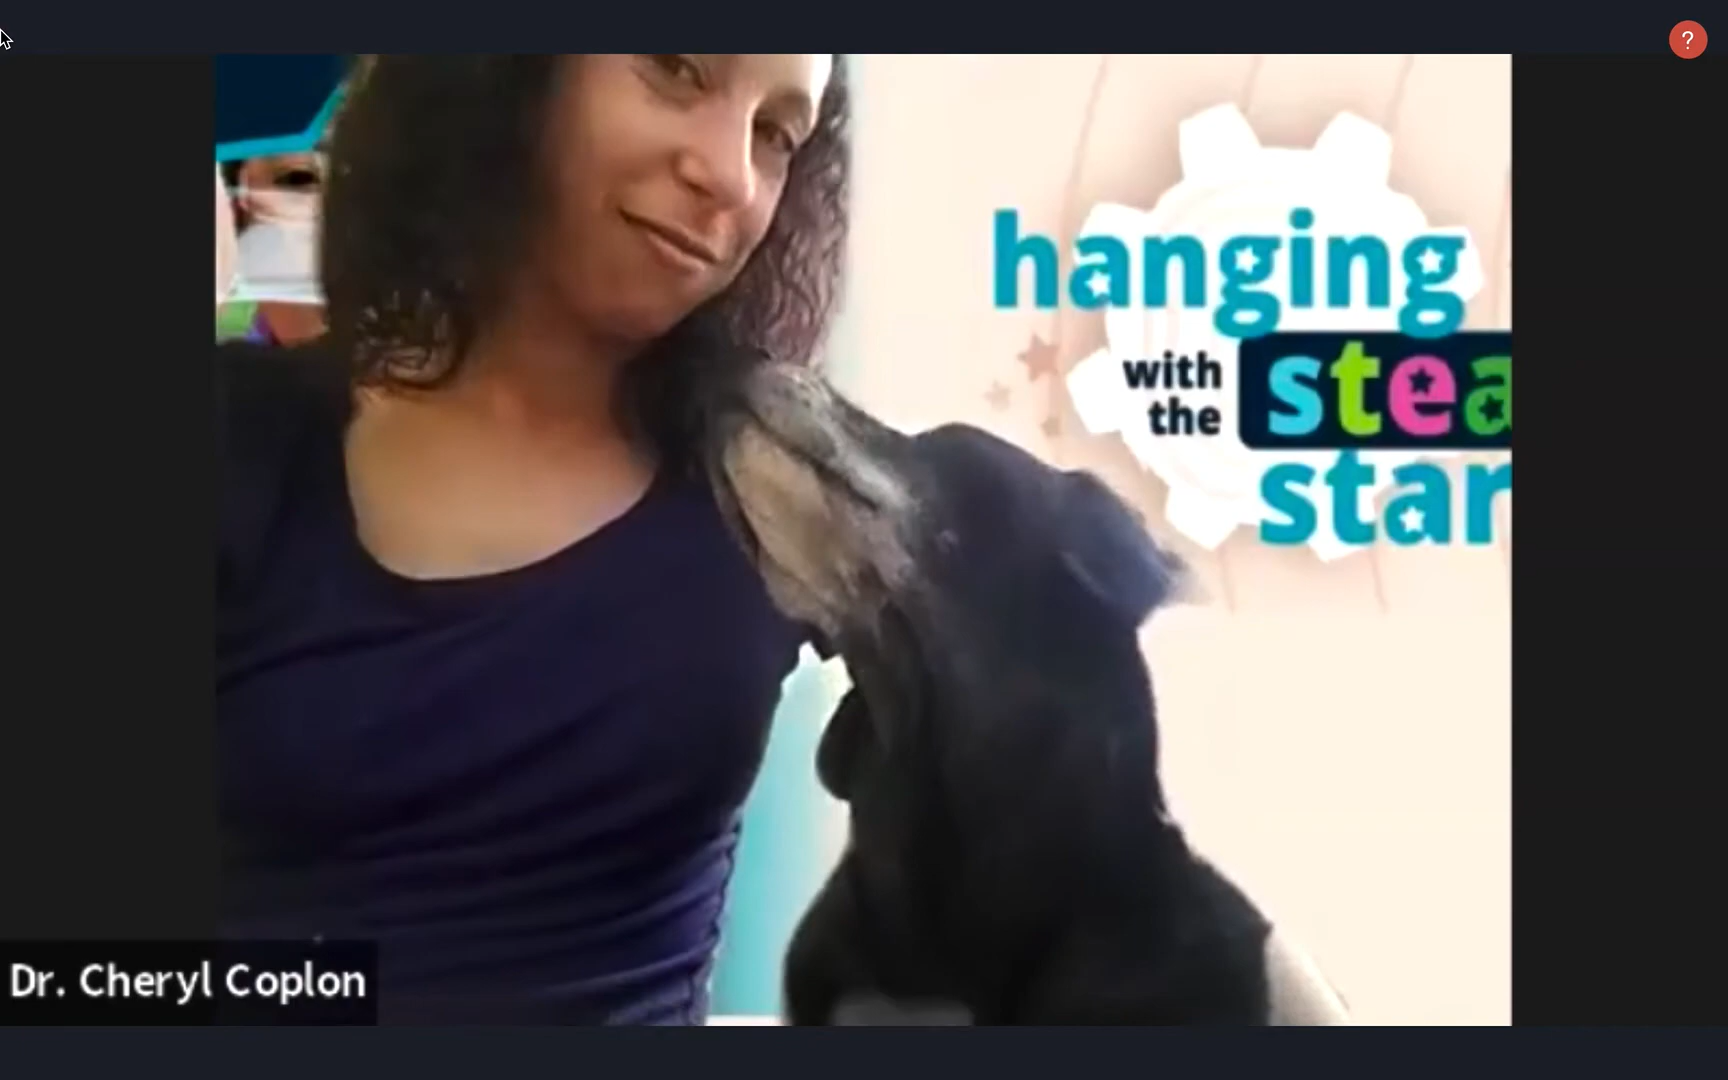 ?
hanging
with
the
stea
star
Dr. Cheryl Coplon